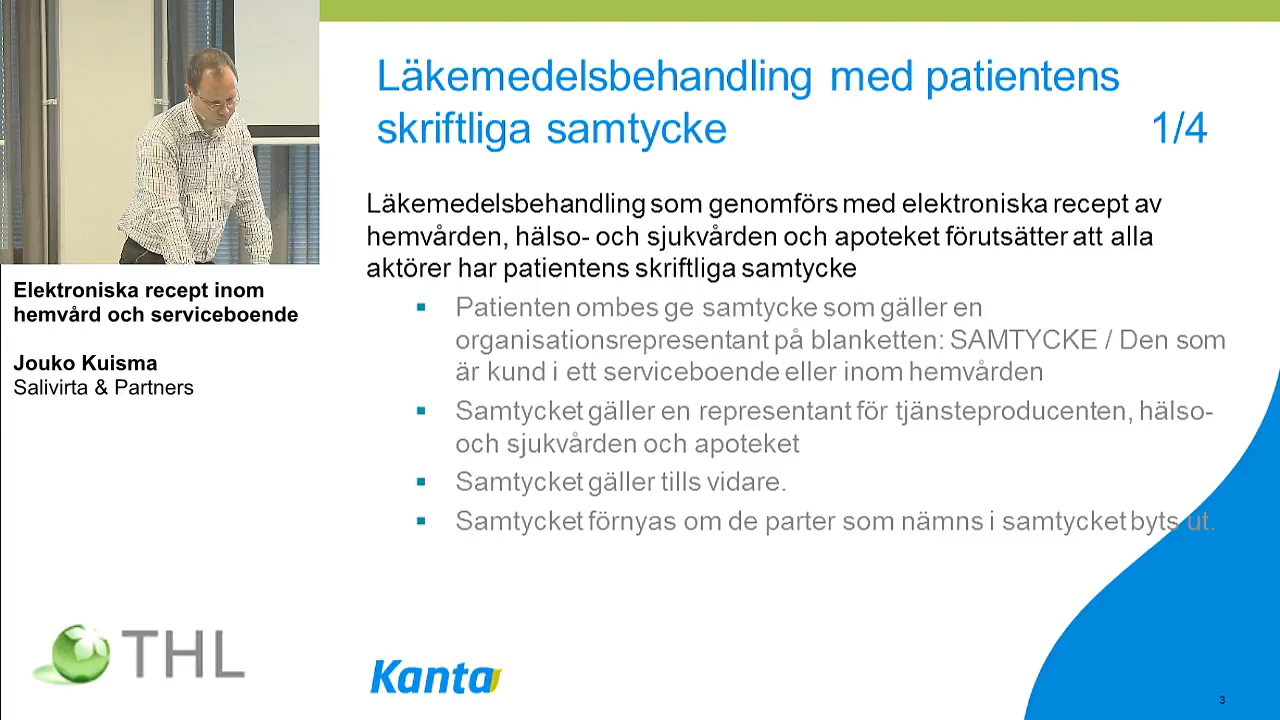 Läkemedelsbehandling med patientens
skriftliga samtycke 1/4
Läkemedelsbehandling som genomförs med elektroniska recept av
hemvården, hälso- och sjukvården och apoteket förutsätter att alla
aktörer har patientens skriftliga samtycke
Patienten ombes ge samtycke som gäller en
organisationsrepresentant på blanketten: SAMTYCKE / Den som
är kund i ett serviceboende eller inom hemvården
Samtycket gäller en representant för tjänsteproducenten, hälso-
och sjukvården och apoteket
Samtycket gäller tills vidare.
Samtycket förnyas om de parter som nämns i samtycket byts ut.
Elektroniska recept inom
hemvård och serviceboende
Jouko Kuisma
Salivirta & Partners
THL
Kanta
3